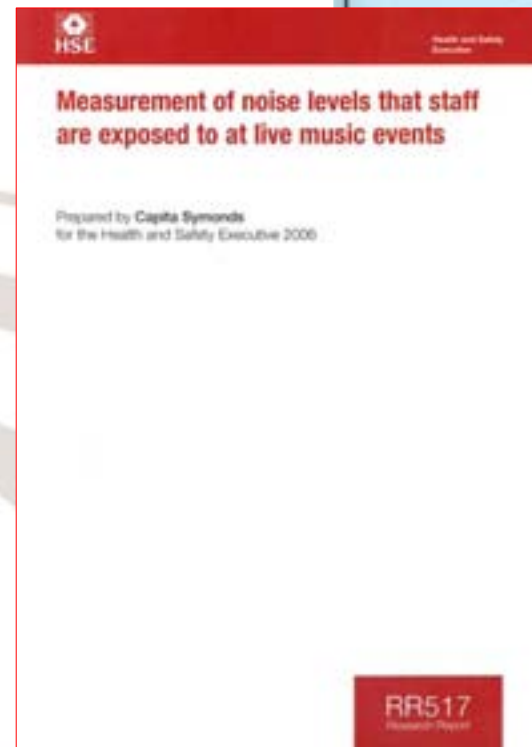 HSE
Health and Safety
Executive
Measurement of noise levels that staff
are exposed to at live music events
Prepared by Capita Symonds
for the Health and Safety Executive 2006
RR517
Research Report